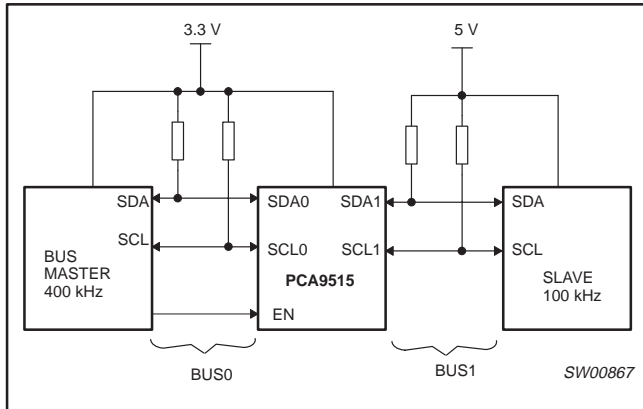 3.3 V
5 V
SDA
SDA0
SDA1
SDA
SCL
SCL0
SCL1
SCL
BUS
MASTER
400 kHz
PCA9515
SLAVE
100 kHz
EN
BUS0
BUS1
SW00867